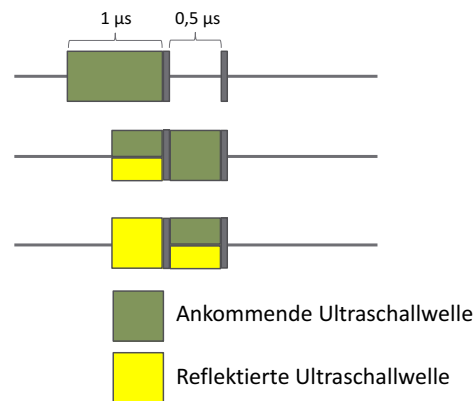 1 µs
0,5 µs
Ankommende Ultraschallwelle
Reflektierte Ultraschallwelle